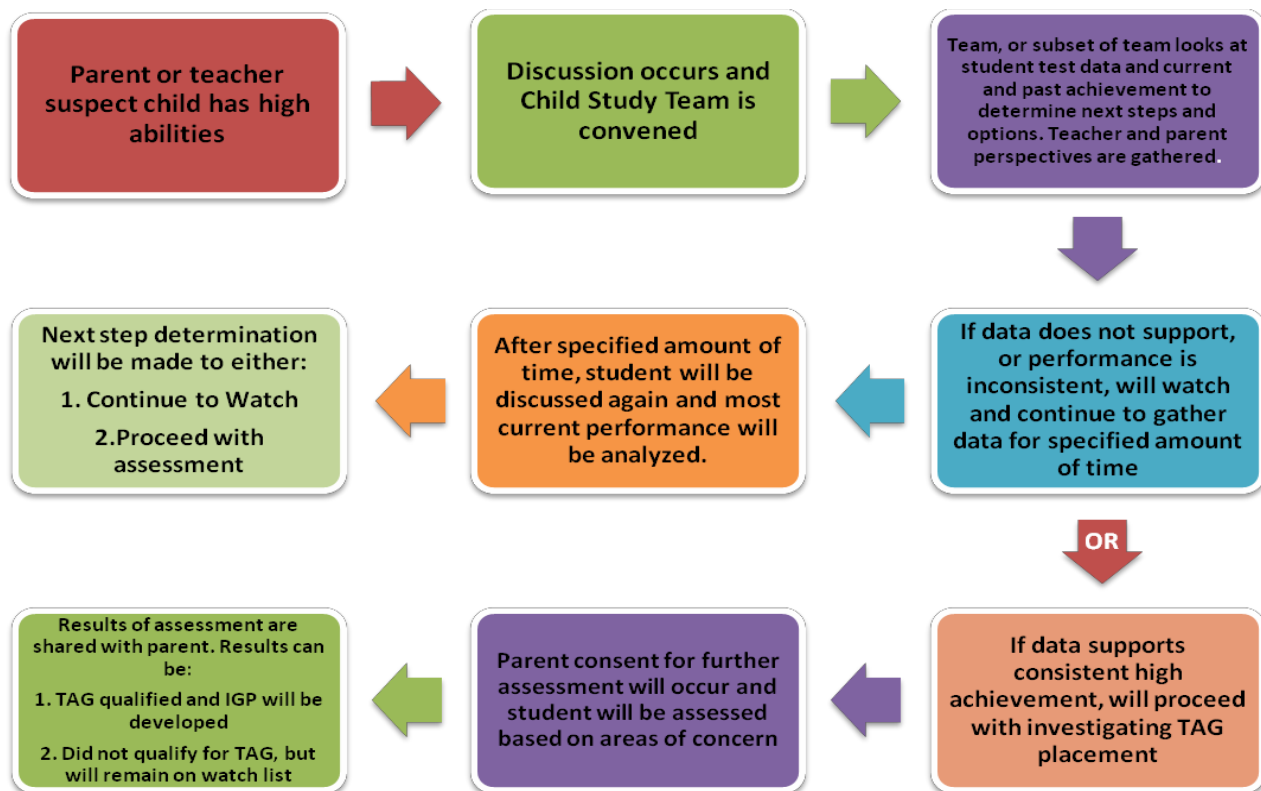 Parent or teacher
suspect child has high
abilities
Discussion occurs and
Child Study Team is
convened
Team, or subset of team looks at
student test data and current
and past achievement to
determine next steps and
options. Teacher and parent
perspectives are gathered.
If data does not support,
or performance is
inconsistent, will watch
and continue to gather
data for specified amount
of time
After specified amount of
time, student will be
discussed again and most
current performance will
be analyzed.
Next step determination
will be made to either:
1. Continue to Watch
2.Proceed with
assessment
OR
If data supports
consistent high
achievement, will proceed
with investigating TAG
placement
Parent consent for further
assessment will occur and
student will be assessed
based on areas of concern
Results of assessment are
shared with parent. Results can
be:
1. TAG qualified and IGP will be
developed
2. Did not qualify for TAG, but
will remain on watch list